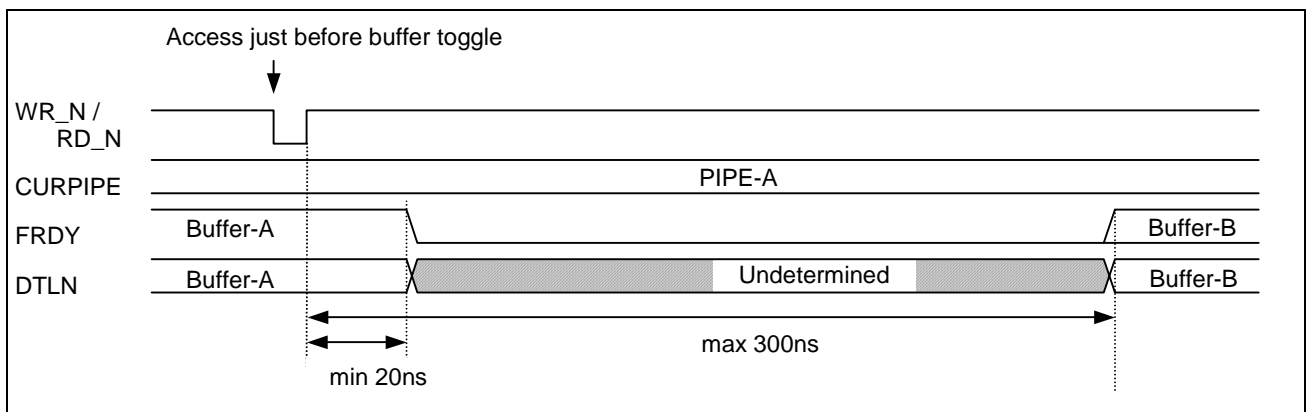 Access just before buffer toggle
WR_N /
RD_N
CURPIPE
PIPE-A
FRDY
Buffer-A
Buffer-B
DTLN
Buffer-A
Undetermined
Buffer-B
max 300ns
min 20ns